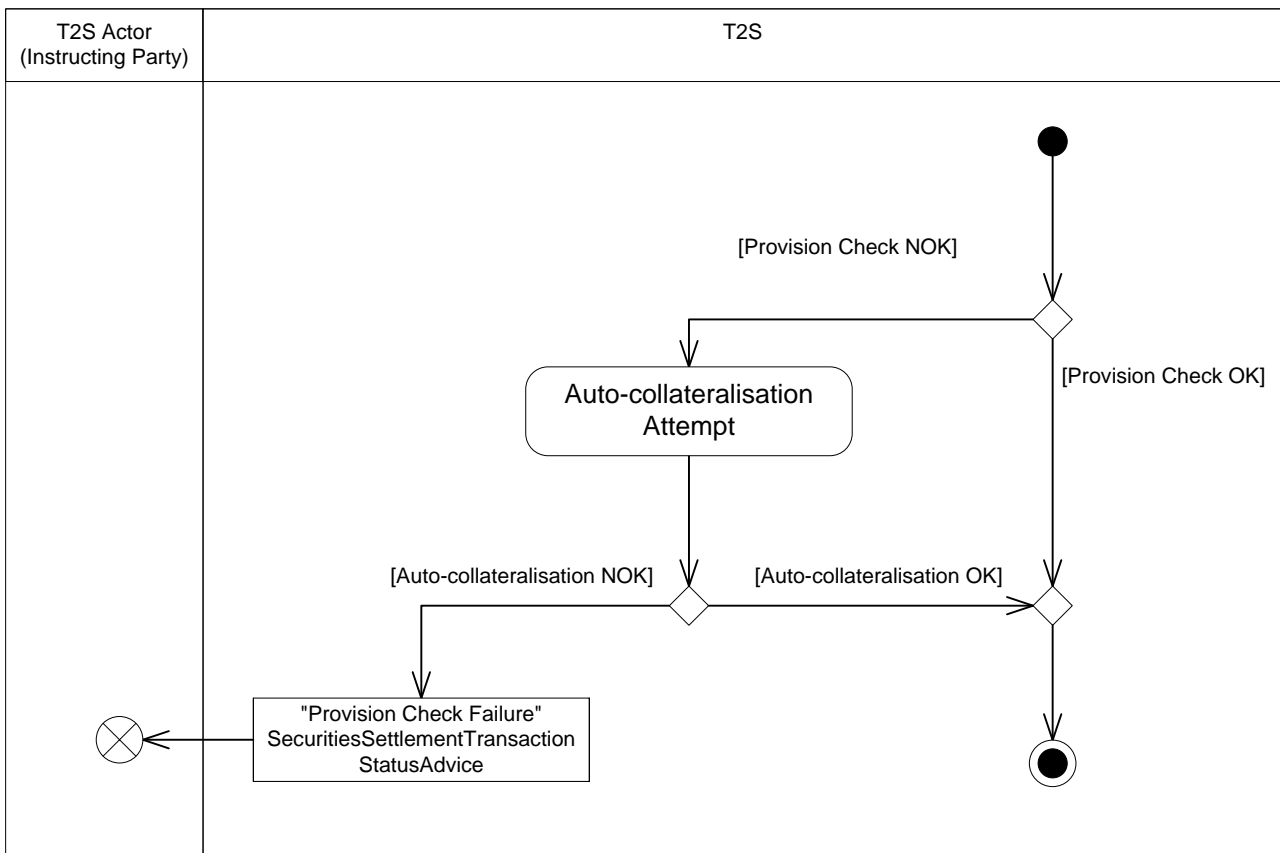 T2S Actor
(Instructing Party)
T2S
[Provision Check NOK]
[Provision Check OK]
Auto-collateralisation
Attempt
[Auto-collateralisation NOK]
[Auto-collateralisation OK]
"Provision Check Failure"
SecuritiesSettlementTransaction
StatusAdvice